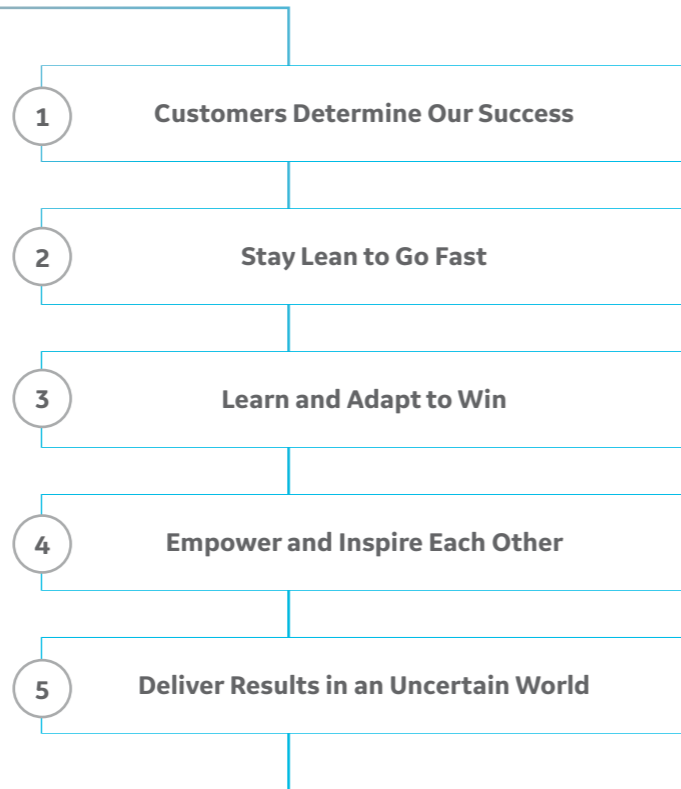 1
Customers Determine Our Success
2
Stay Lean to Go Fast
3
Learn and Adapt to Win
4
Empower and Inspire Each Other
5
Deliver Results in an Uncertain World